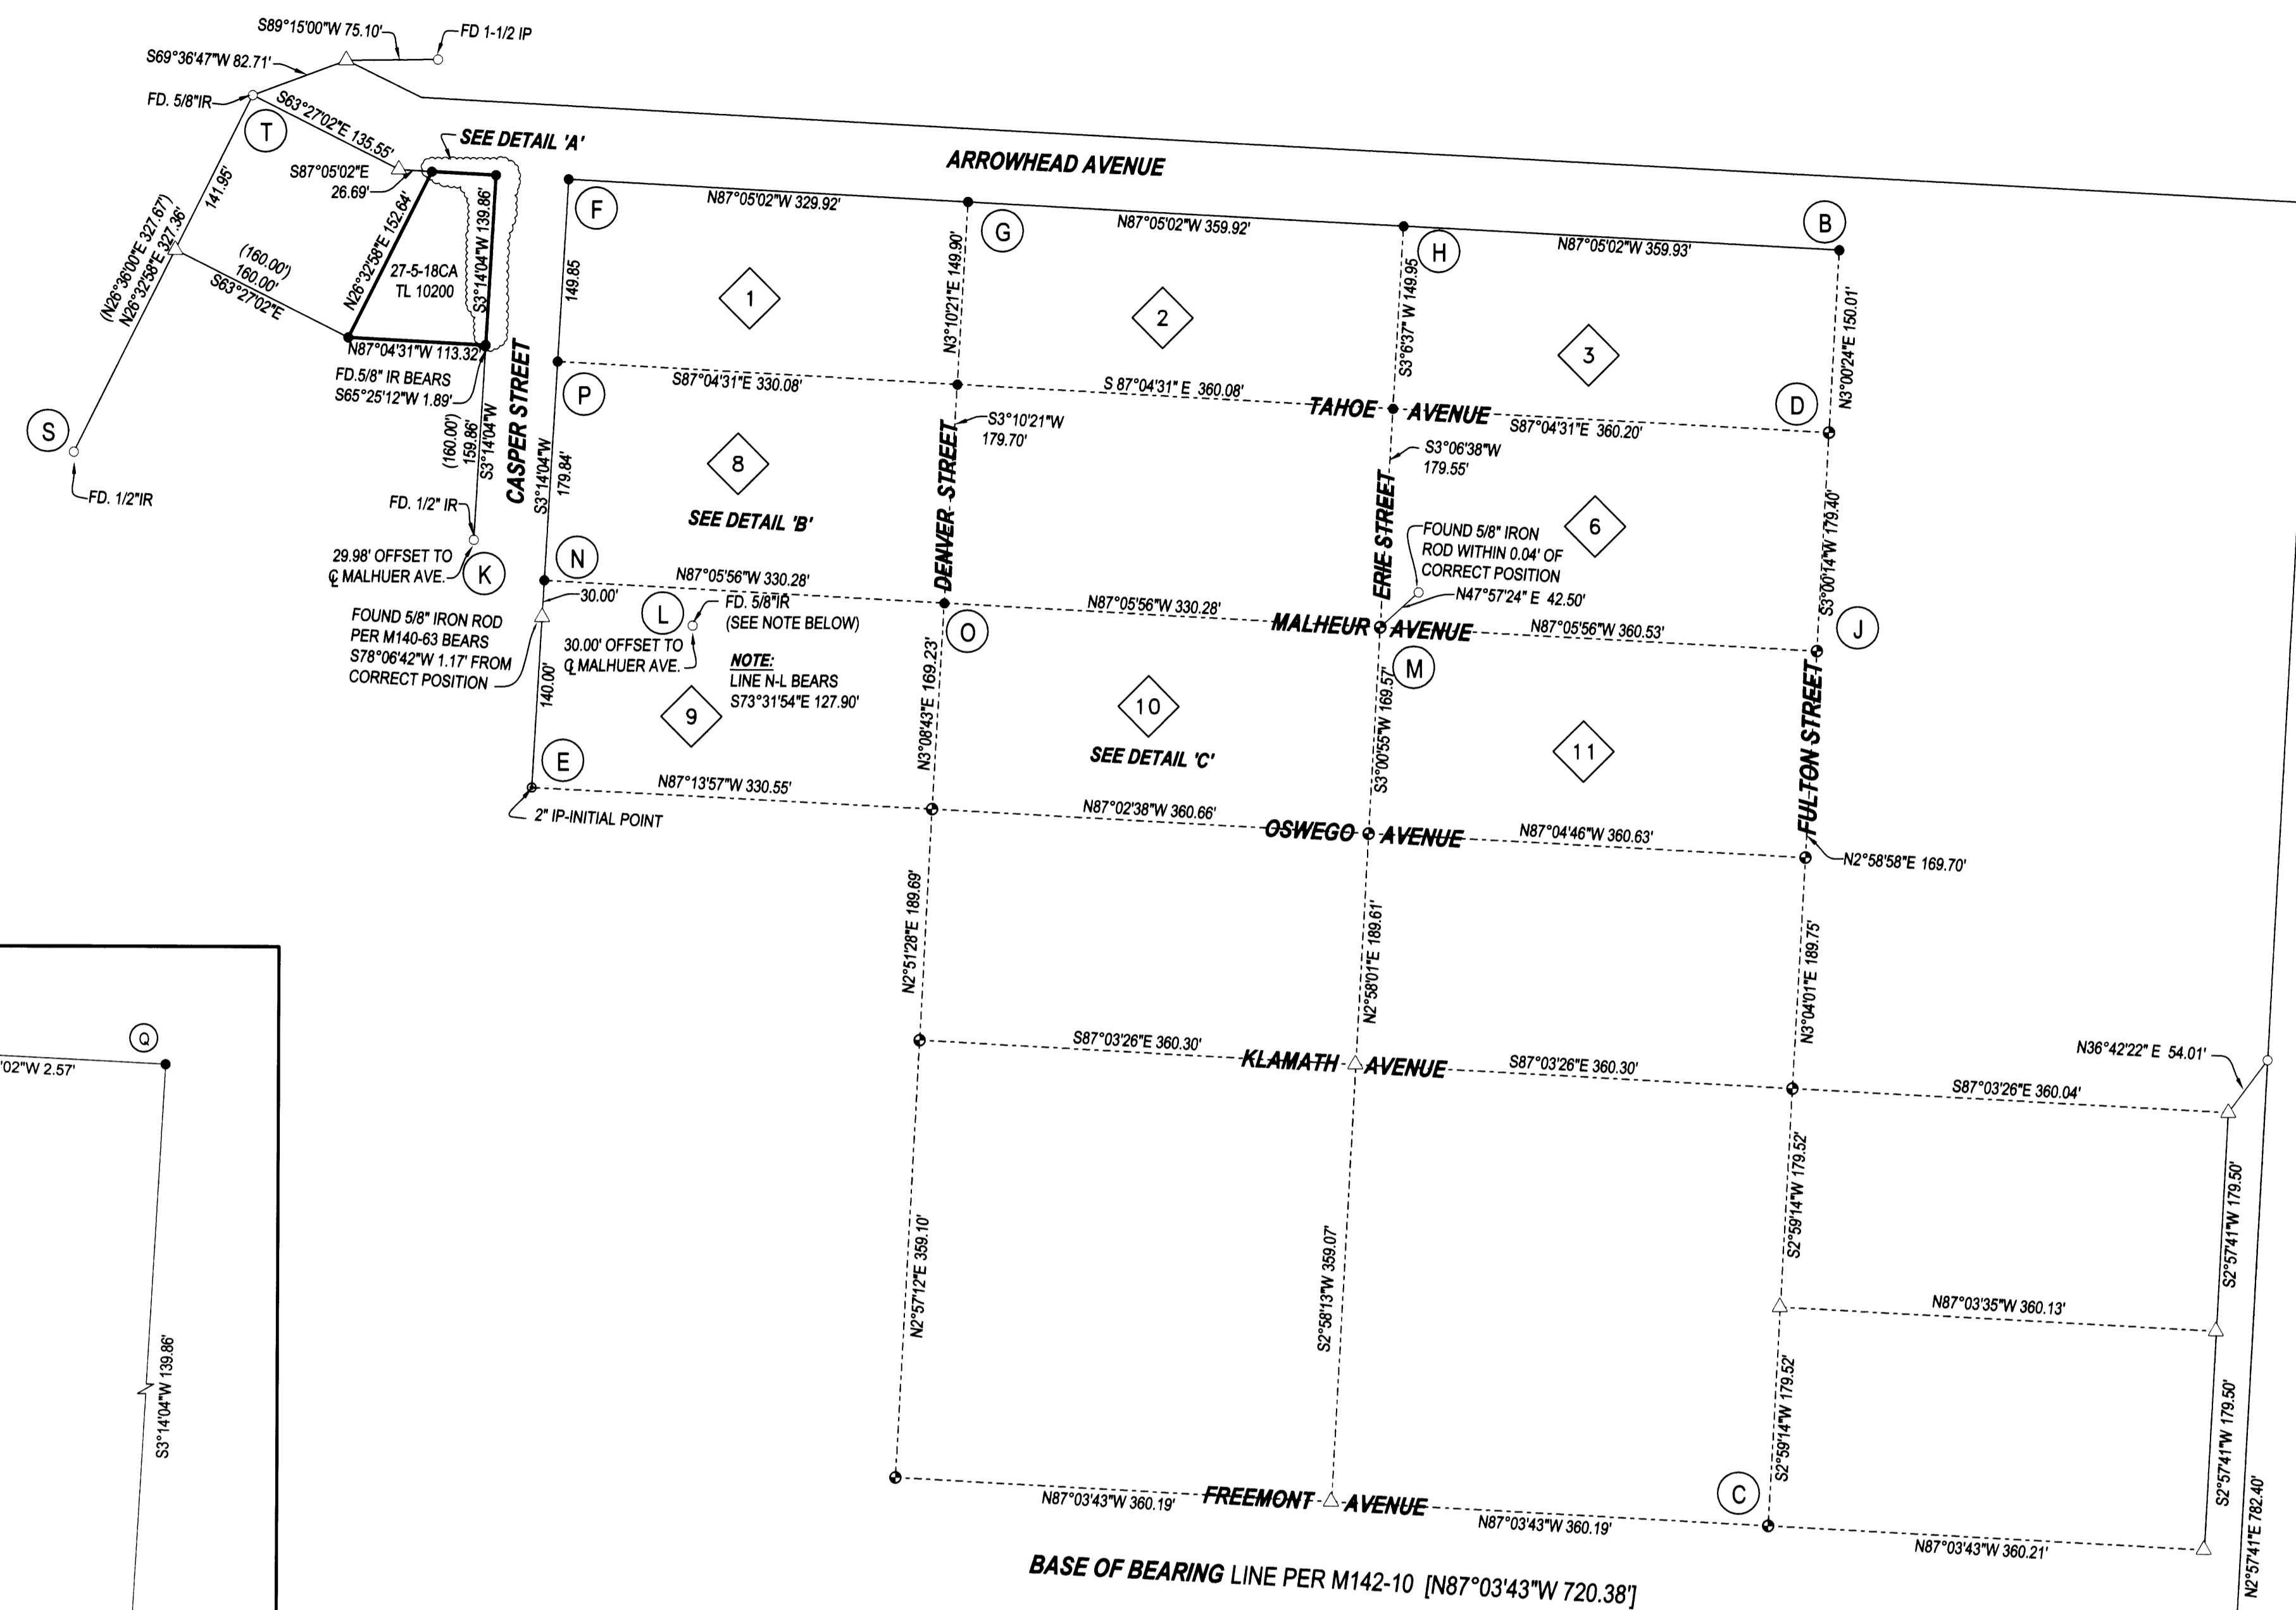 S89°15'00"W 75.10'
FD 1-1/2 IP
S69°36'47"W 82.71'
FD. 5/8"IR
T
S63°27'02"E 135.55'
SEE DETAIL 'A'
S87°05'02"E
26.69'
141.95'
(N26°36'00"E 327.67')
N26°32'58"E 327.36'
(160.00')
160.00'
S63°27'02"E
N26°32'58"E 152.64'
27-5-18CA
TL 10200
S3°14'04"W 139.86'
N87°04'31"W 113.32'
FD.5/8" IR BEARS
S65°25'12"W 1.89'
S
FD. 1/2"IR
(160.00')
159.86'
S3°14'04"W
CASPER STREET
FD. 1/2" IR
29.98' OFFSET TO
℄ MALHUER AVE.
K
ARROWHEAD AVENUE
F
N87°05'02"W 329.92'
G
N87°05'02"W 359.92'
H
N87°05'02"W 359.93'
B
149.85
1
N3°10'21"E 149.90'
2
S3°6'37" W 149.95
3
N3°00'24"E 150.01'
P
S87°04'31"E 330.08'
S 87°04'31" E 360.08'
TAHOE AVENUE
S87°04'31"E 360.20'
D
S3°14'04"W
179.84'
8
SEE DETAIL 'B'
DENVER STREET
S3°10'21"W
179.70'
ERIE STREET
S3°06'38"W
179.55'
6
S3°00'14"W 179.40'
FOUND 5/8" IRON
ROD WITHIN 0.04' OF
CORRECT POSITION
N47°57'24" E 42.50'
N
N87°05'56"W 330.28'
30.00'
L
FD. 5/8"IR
(SEE NOTE BELOW)
30.00' OFFSET TO
℄ MALHUER AVE.
NOTE:
LINE N-L BEARS
S73°31'54"E 127.90'
FOUND 5/8" IRON ROD
PER M140-63 BEARS
S78°06'42"W 1.17' FROM
CORRECT POSITION
140.00'
O
N87°05'56"W 330.28'
MALHEUR AVENUE
N87°05'56"W 360.53'
J
M
9
N3°08'43"E 169.23'
10
SEE DETAIL 'C'
S3°00'55"W 169.57'
11
FULTON STREET
E
N87°13'57"W 330.55'
2" IP-INITIAL POINT
N87°02'38"W 360.66'
OSWEGO AVENUE
N87°04'46"W 360.63'
N2°58'58"E 169.70'
N2°51'28"E 189.69'
N2°58'01"E 189.61'
N3°04'01"E 189.75'
S87°03'26"E 360.30'
KLAMATH AVENUE
S87°03'26"E 360.30'
S87°03'26"E 360.04'
N36°42'22" E 54.01'
N2°57'12"E 359.10'
S2°58'13"W 359.07'
S2°59'14"W 179.52'
S2°57'41"W 179.50'
N87°03'35"W 360.13'
S2°59'14"W 179.52'
S2°57'41"W 179.50'
N87°03'43"W 360.19'
FREEMONT AVENUE
N87°03'43"W 360.19'
C
N87°03'43"W 360.21'
N2°57'41"E 782.40'
BASE OF BEARING LINE PER M142-10 [N87°03'43"W 720.38']
Q
'02"W 2.57'
S3°14'04"W 139.86'